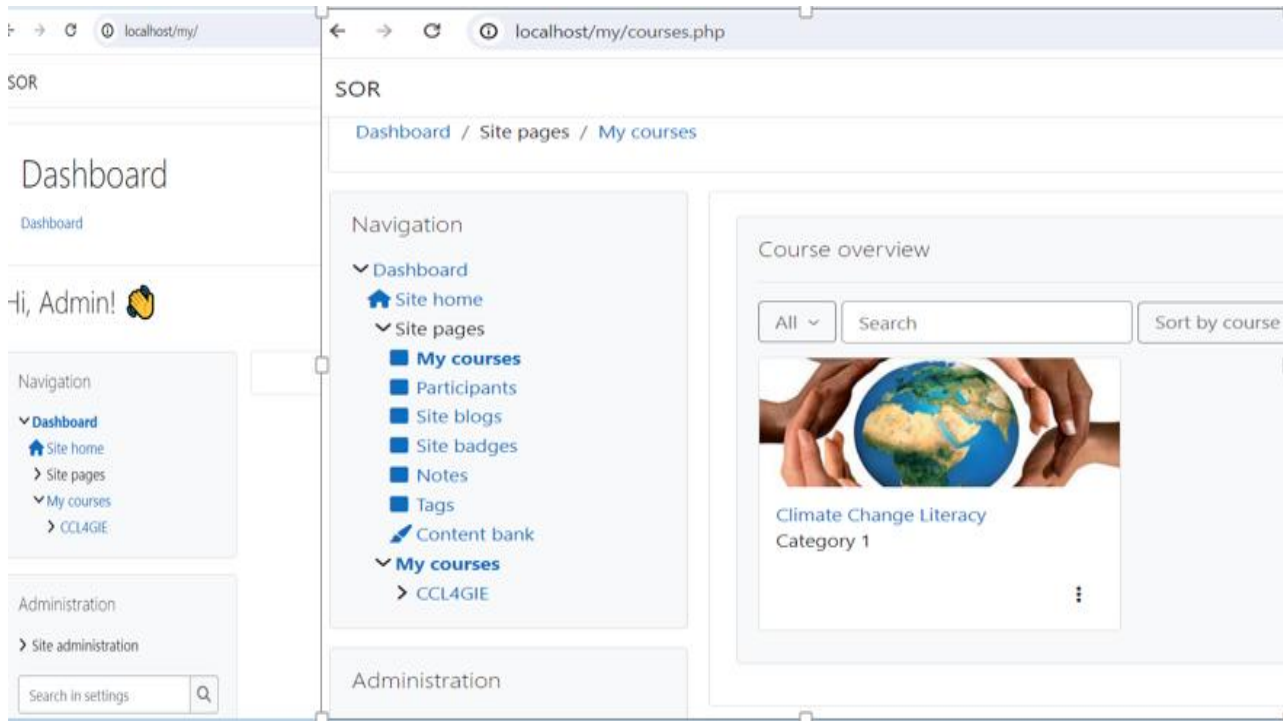 localhost/my/
SOR
Dashboard
Dashboard
Hi, Admin!
Navigation
Dashboard
Site home
Site pages
My courses
CCL4GIE
Administration
Site administration
Search in settings
localhost/my/courses.php
SOR
Dashboard / Site pages / My courses
Navigation
Dashboard
Site home
Site pages
My courses
Participants
Site blogs
Site badges
Notes
Tags
Content bank
My courses
CCL4GIE
Administration
Course overview
All Search Sort by course
Climate Change Literacy
Category 1